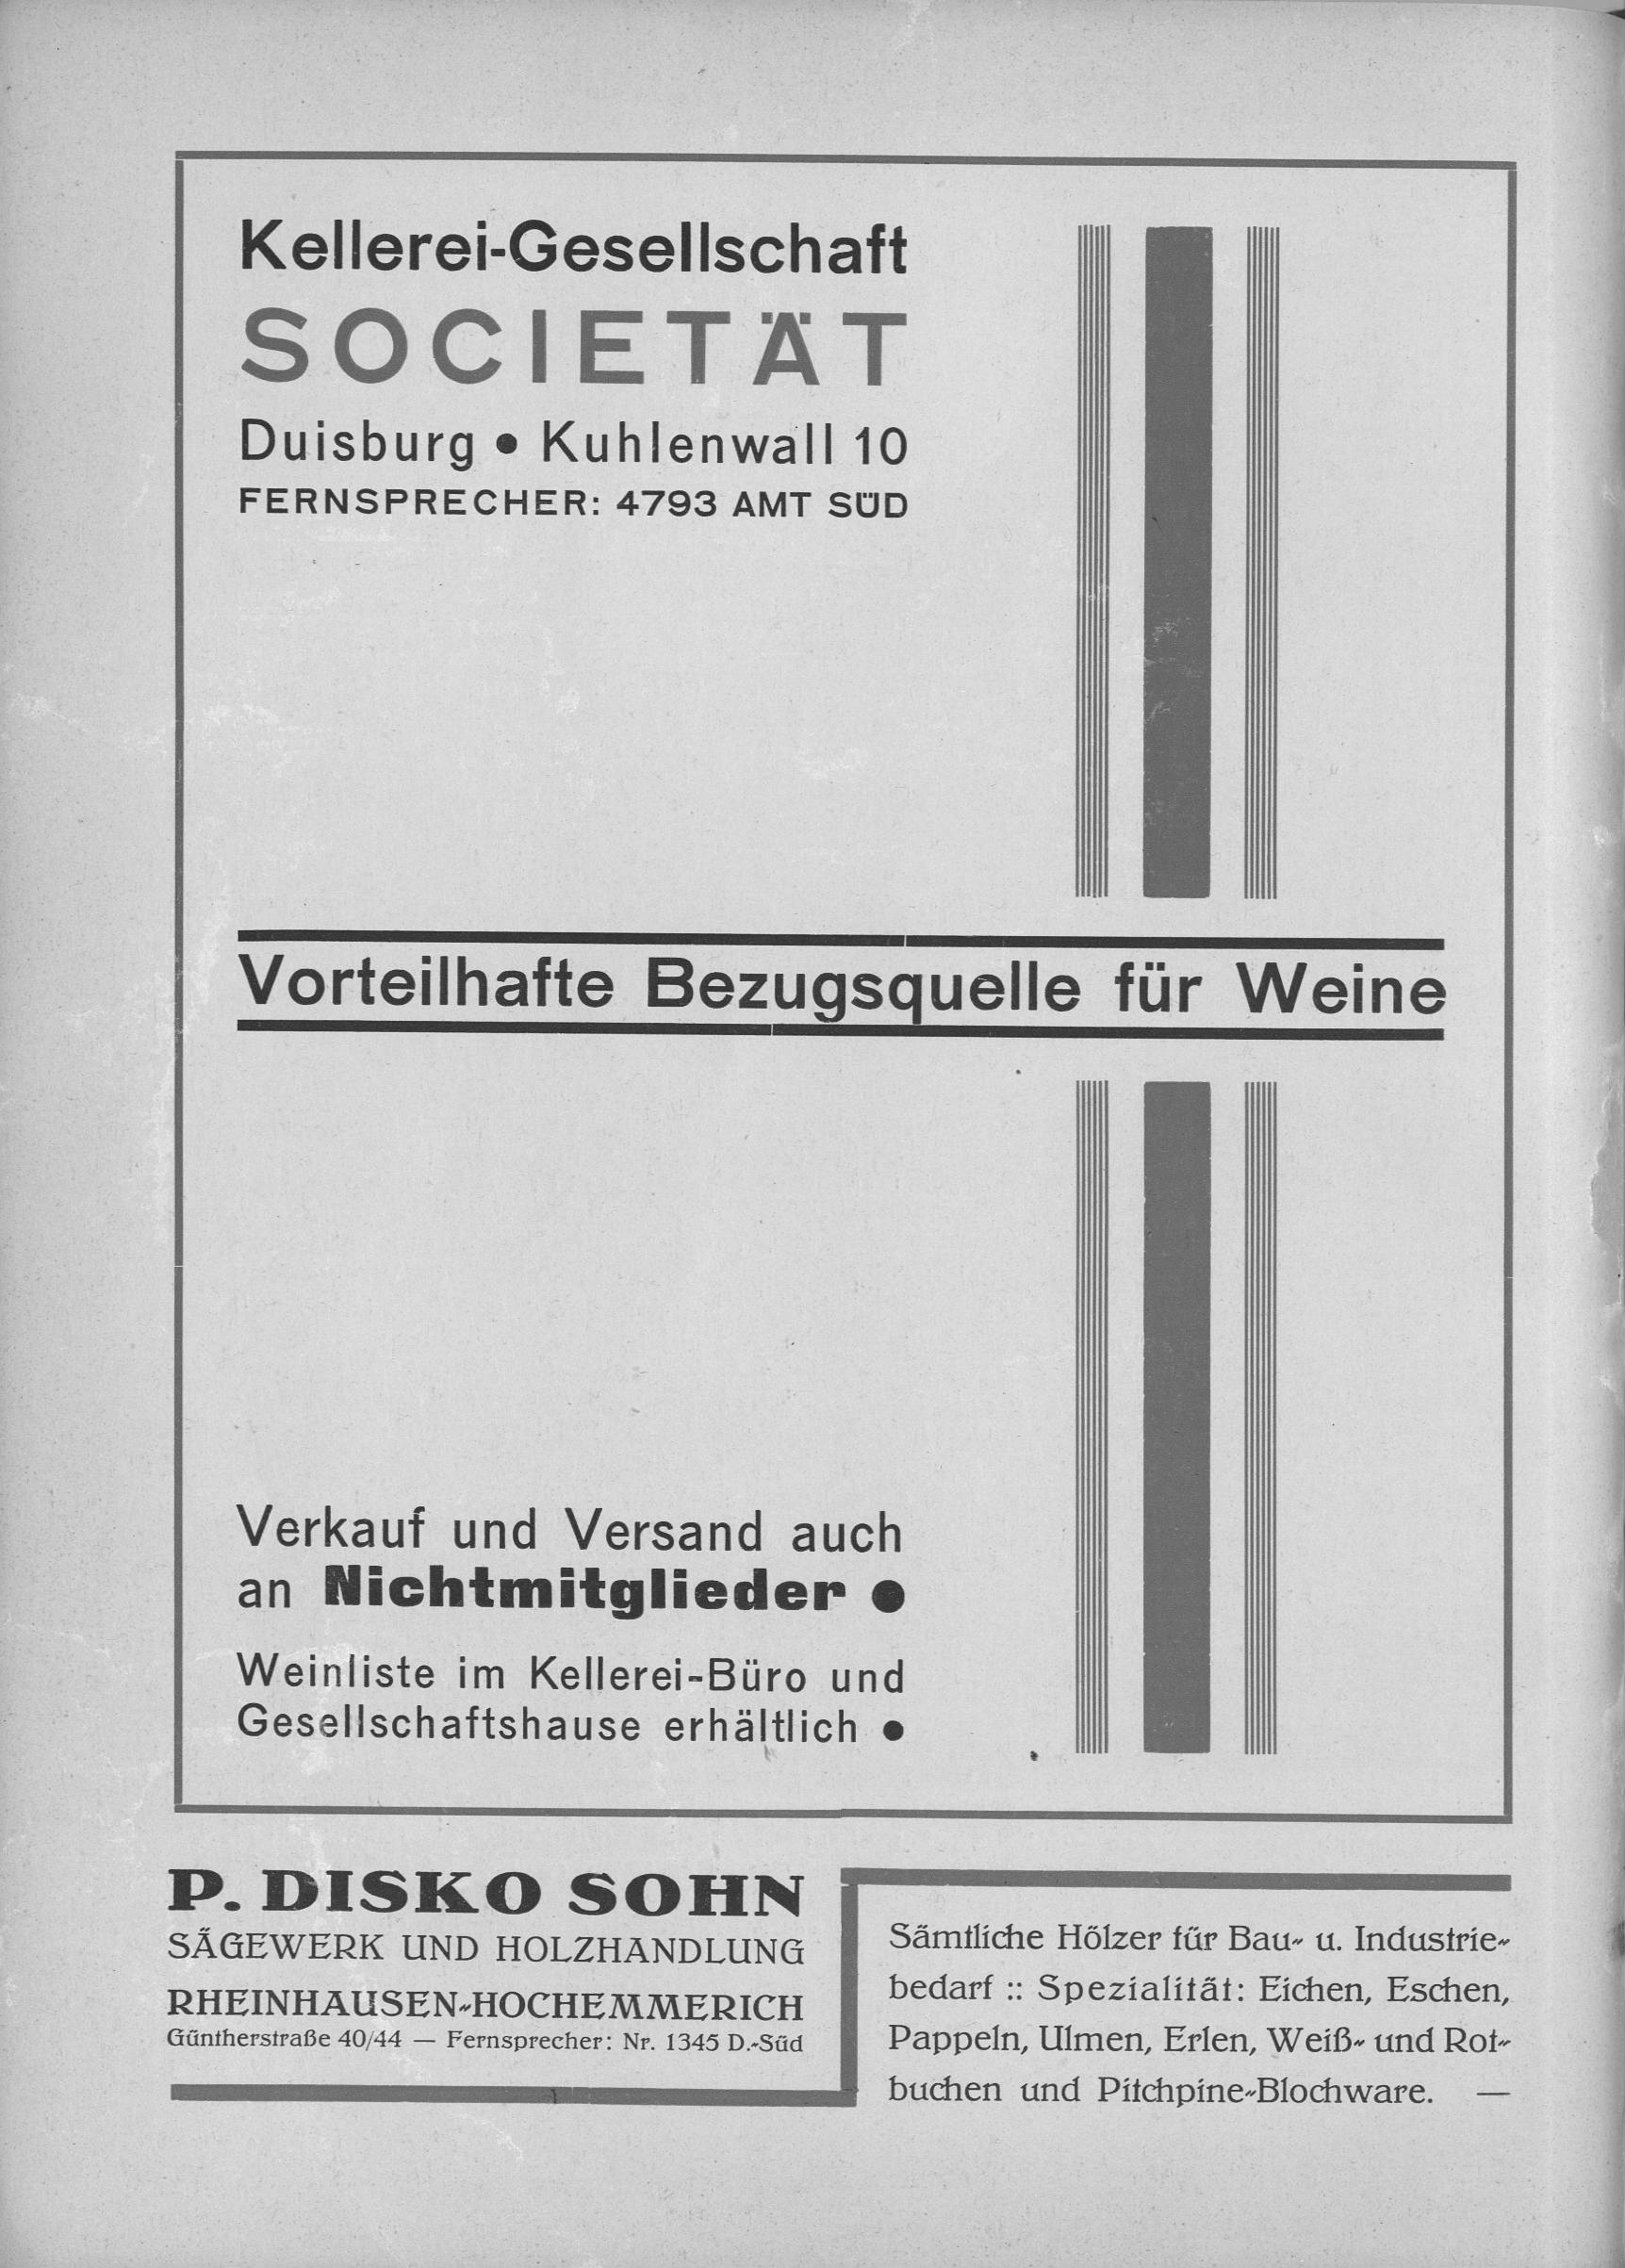 Kellerei-Gesellschaft
SOCIETÄT
Duisburg • Kuhlenwall 10
FERNSPRECHER: 4793 AMT SÜD
Vorteilhafte Bezugsquelle für Weine
Verkauf und Versand auch
an Nichtmitglieder •
Weinliste im Kellerei-Büro und
Gesellschaftshause erhältlich •
P. DISKO SOHN
SÄGEWERK UND HOLZHANDLUNG
RHEINHAUSEN-HOCHEMMERICH
Güntherstraße 40/44 — Fernsprecher: Nr. 1345 D.-Süd
Sämtliche Hölzer für Bau- u. Industrie-
bedarf :: Spezialität: Eichen, Eschen,
Pappeln, Ulmen, Erlen, Weiß- und Rot-
buchen und Pitchpine-Blochware. —